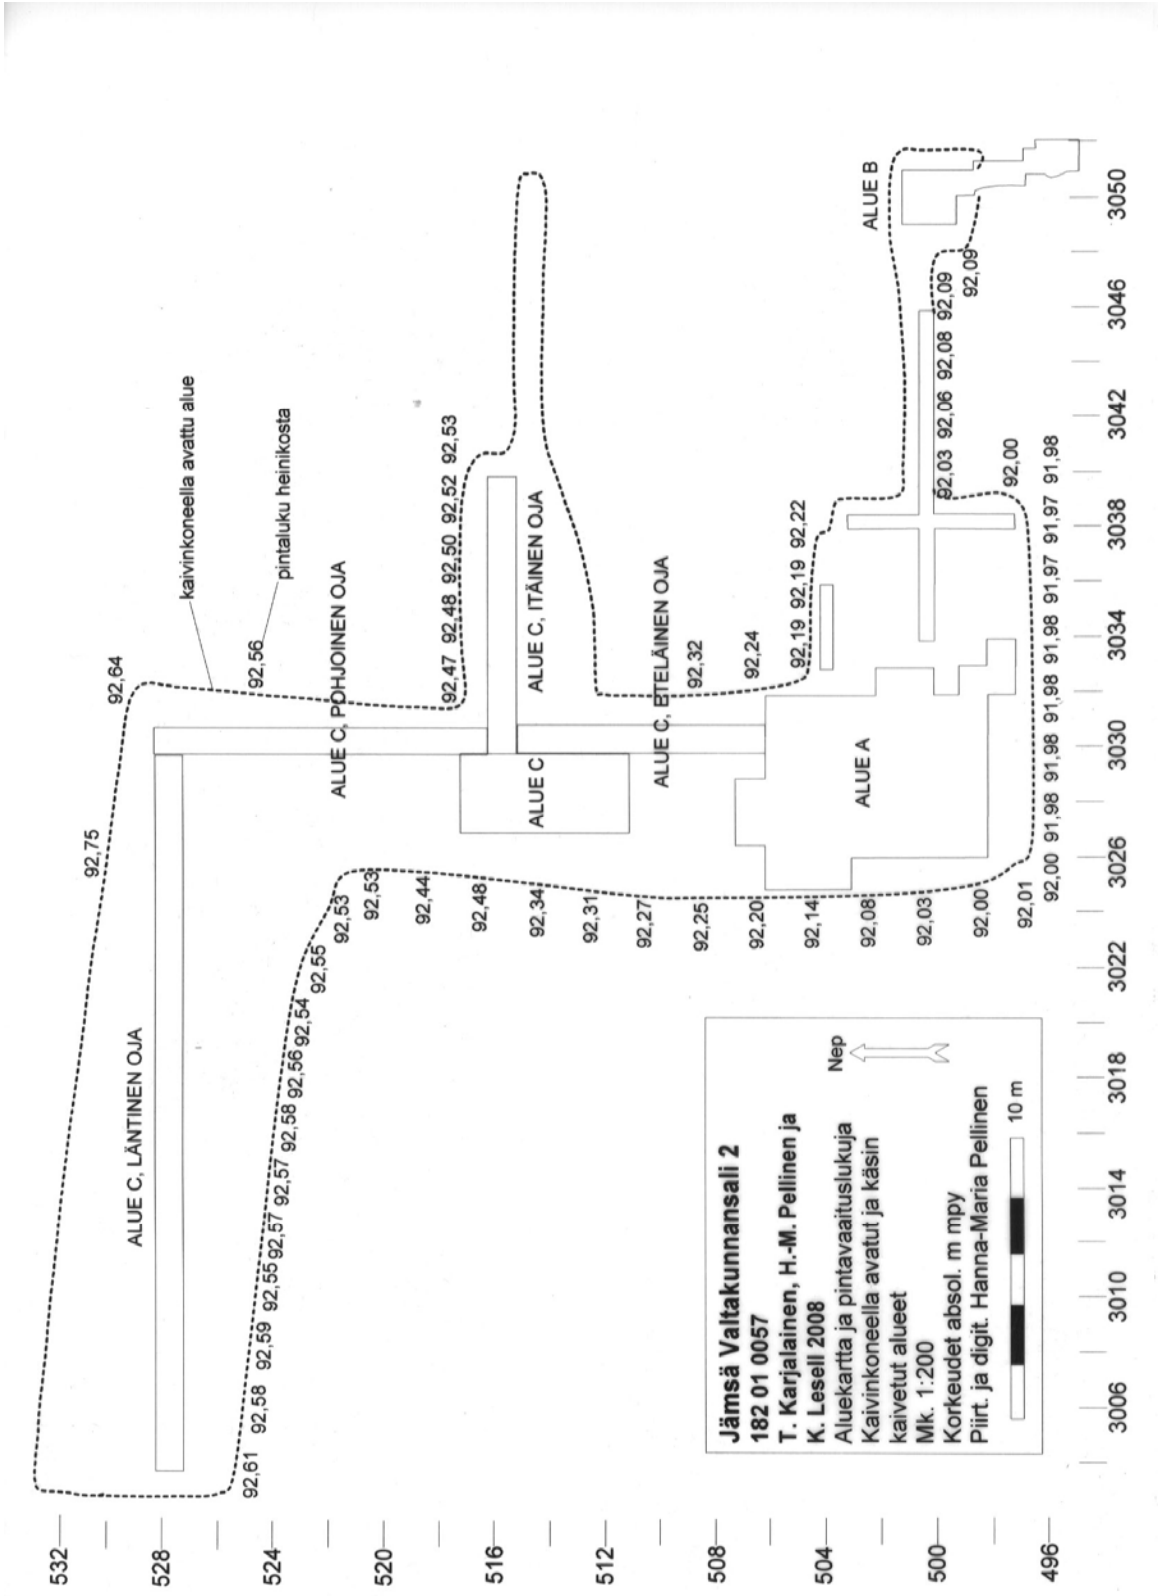 ALUE B
kaivinkoneella avattu alue
pintaluku heinikosta
92,64
92,56
92,75
ALUE C, LÄNTINEN OJA
ALUE C, POHJOINEN OJA
92,47 92,48 92,50 92,52 92,53
ALUE C, ITÄINEN OJA
ALUE C
ALUE C, ETELÄINEN OJA
92,32
92,24
92,19 92,19 92,22
ALUE A
92,03 92,06 92,08 92,09
92,09
92,00
92,61
92,58
92,59
92,55
92,57
92,57
92,58
92,56
92,54
92,55
92,53
92,53
92,44
92,48
92,34
92,31
92,27
92,25
92,20
92,14
92,08
92,03
92,00
92,01
92,00 91,98 91,98 91,98 91,98 91,97 91,97 91,98
Jämsä Valtakunnansali 2
182 01 0057
T. Karjalainen, H.-M. Pellinen ja
K. Lesell 2008
Aluekartta ja pintavaaituslukuja
Kaivinkoneella avatut ja käsin
kaivetut alueet
Mk. 1:200
Korkeudet absol. m mpy
Piirt. ja digit. Hanna-Maria Pellinen
Nep
10 m
532
528
524
520
516
512
508
504
500
496
3006 3010 3014 3018 3022 3026 3030 3034 3038 3042 3046 3050